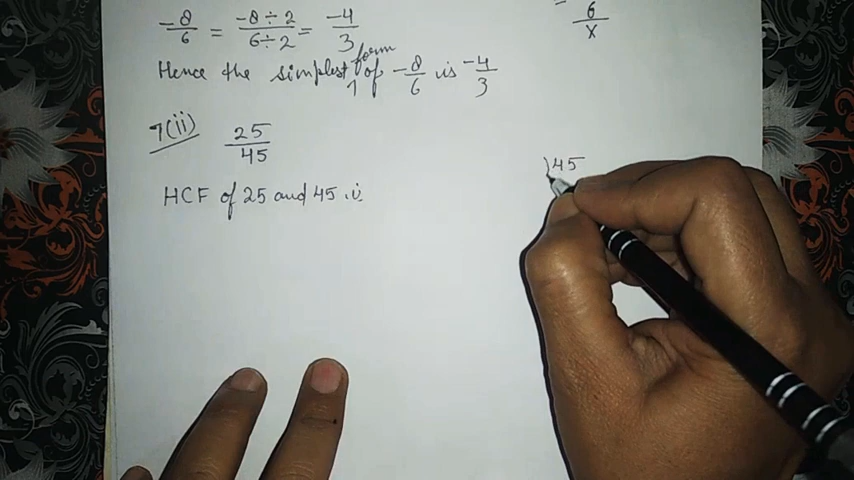 -8/6 = -8÷2/6÷2 = -4/3
6
x
form
Hence the simplest of -8/6 is -4/3
7(ii) 25/45
)45
HCF of 25 and 45 is